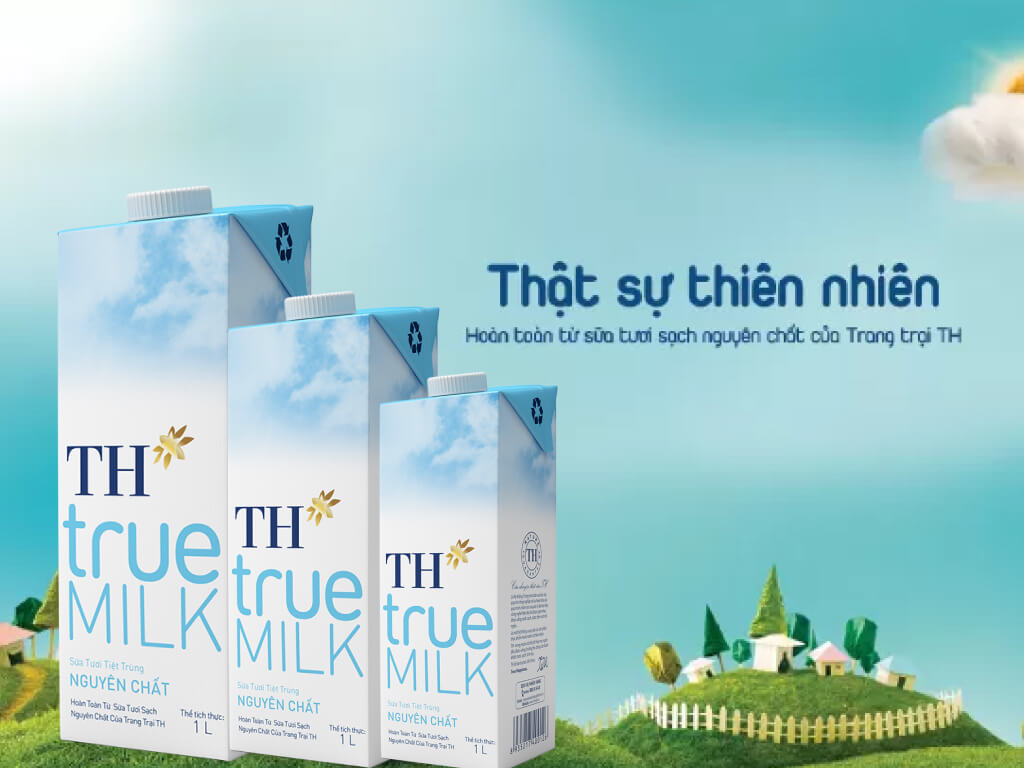 Thật sự thiên nhiên
Hoàn toàn từ sữa tươi sạch nguyên chất của Trang trại TH
TH
true
MILK
Sữa Tươi Tiệt Trùng
NGUYÊN CHẤT
Hoàn Toàn Từ Sữa Tươi Sạch
Nguyên Chất Của Trang Trại TH
Thể tích thực:
1 L
TH
true
MILK
Sữa Tươi Tiệt Trùng
NGUYÊN CHẤT
Hoàn Toàn Từ Sữa Tươi Sạch
Nguyên Chất Của Trang Trại TH
Thể tích thực:
1 L
TH
true
MILK
Sữa Tươi Tiệt Trùng
NGUYÊN CHẤT
Hoàn Toàn Từ Sữa Tươi Sạch
Nguyên Chất Của Trang Trại TH
Thể tích thực:
1 L
TH